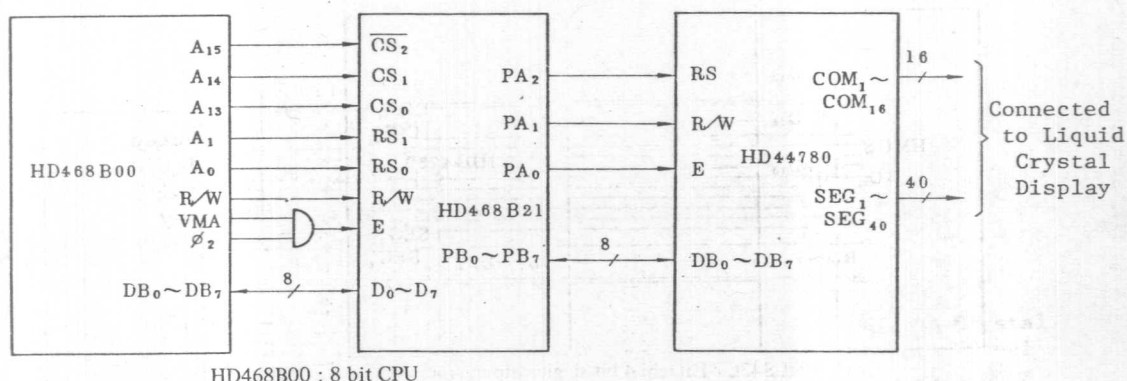 A₁₅
A₁₄
A₁₃
A₁
A₀
R/W
VMA
Ø₂
DB₀~DB₇
HD468B00
8
CS₂
CS₁
CS₀
RS₁
RS₀
R/W
E
D₀~D₇
HD468B21
PA₂
PA₁
PA₀
PB₀~PB₇
8
RS
R/W
E
DB₀~DB₇
HD44780
COM₁~
COM₁₆
SEG₁~
SEG₄₀
16
40
Connected
to Liquid
Crystal
Display
HD468B00 : 8 bit CPU